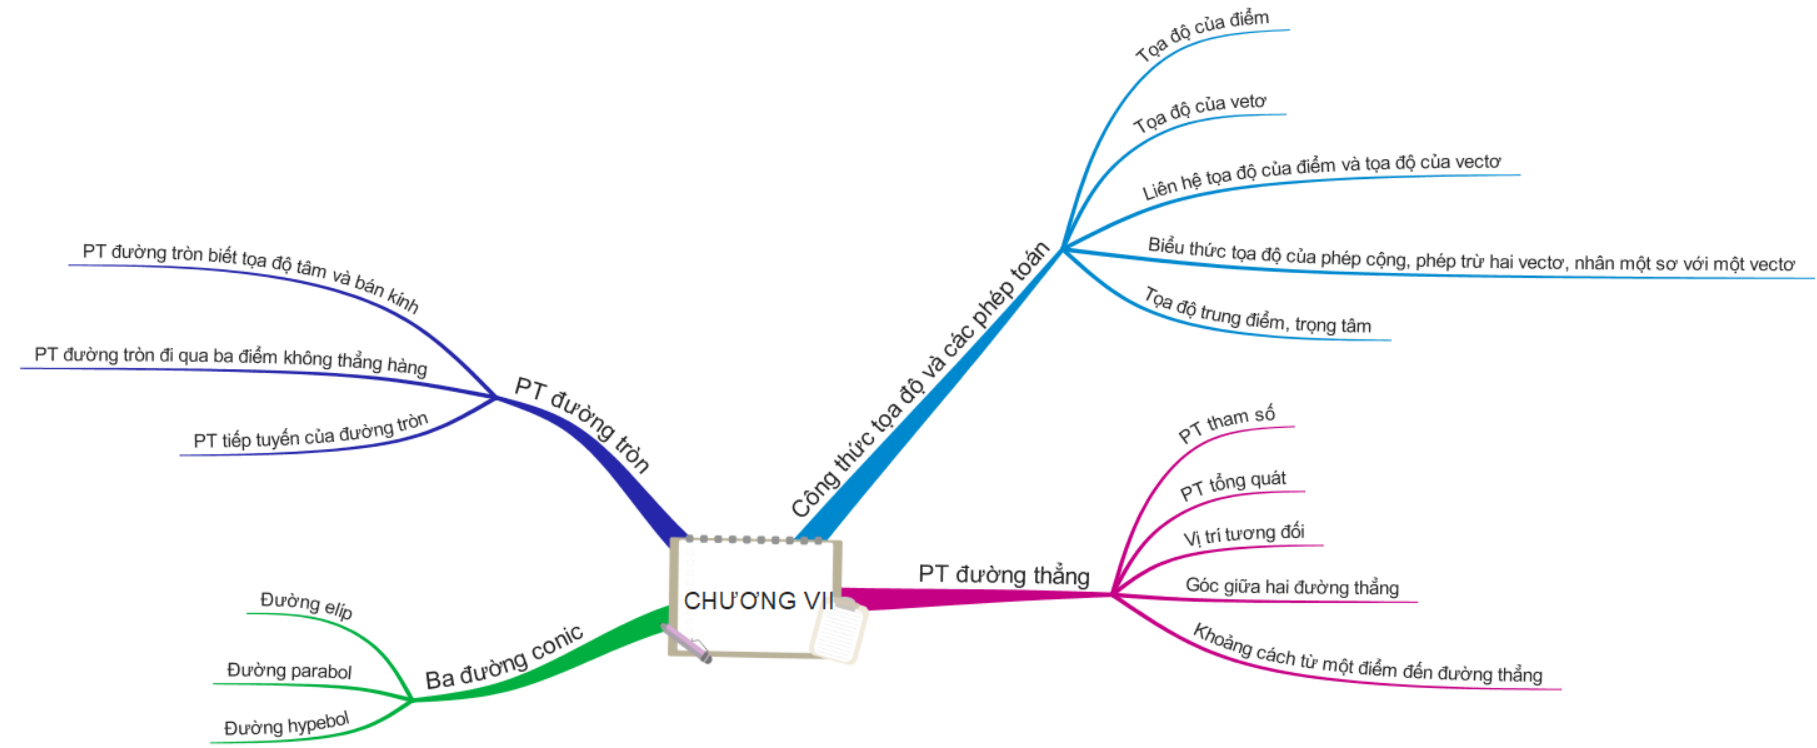 CHƯƠNG VII
Công thức tọa độ và các phép toán
Tọa độ của điểm
Tọa độ của vetơ
Liên hệ tọa độ của điểm và tọa độ của vectơ
Biểu thức tọa độ của phép cộng, phép trừ hai vectơ, nhân một sơ với một vectơ
Tọa độ trung điểm, trọng tâm
PT đường thẳng
PT tham số
PT tổng quát
Vị trí tương đối
Góc giữa hai đường thẳng
Khoảng cách từ một điểm đến đường thẳng
PT đường tròn
PT đường tròn biết tọa độ tâm và bán kính
PT đường tròn đi qua ba điểm không thẳng hàng
PT tiếp tuyến của đường tròn
Ba đường conic
Đường elip
Đường parabol
Đường hypebol